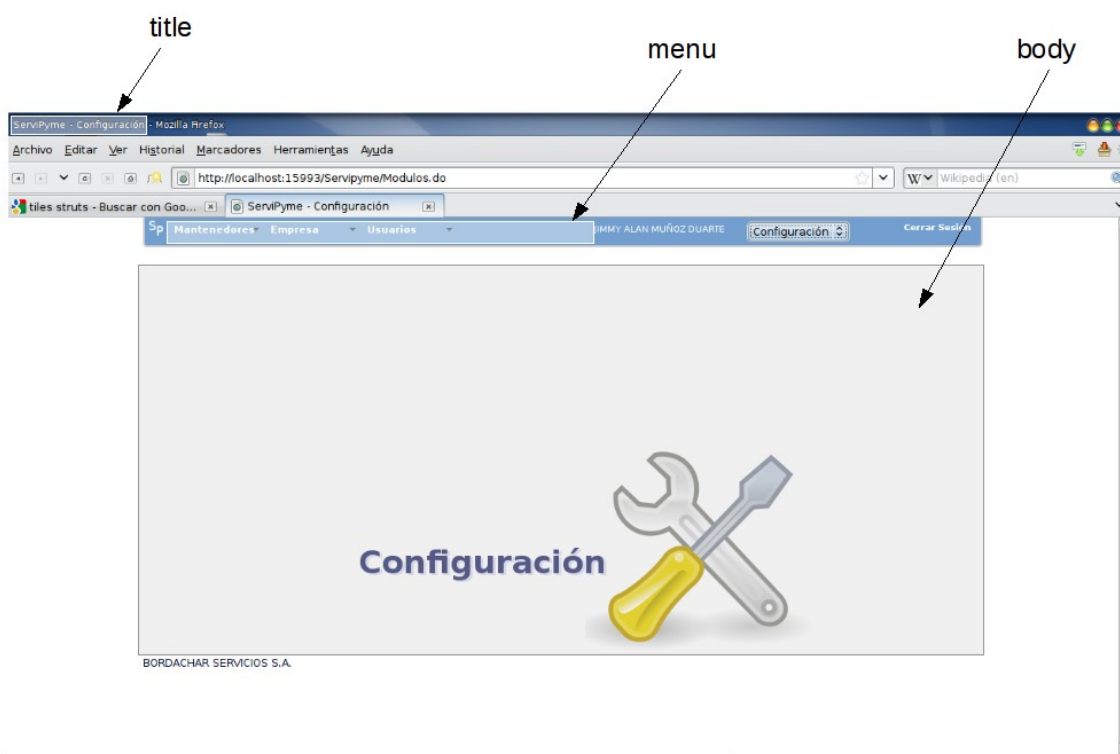 title
menu
body
ServiPyme - Configuración - Mozilla Firefox
Archivo Editar Ver Historial Marcadores Herramientas Ayuda
http://localhost:15993/Servipyme/Modulos.do W Wikipedia (en)
tiles struts - Buscar con Goo... ServiPyme - Configuración
SP Mantenedores Empresa Usuarios JIMMY ALAN MUÑOZ DUARTE Configuración Cerrar Sesión
Configuración
BORDACHAR SERVICIOS S.A.